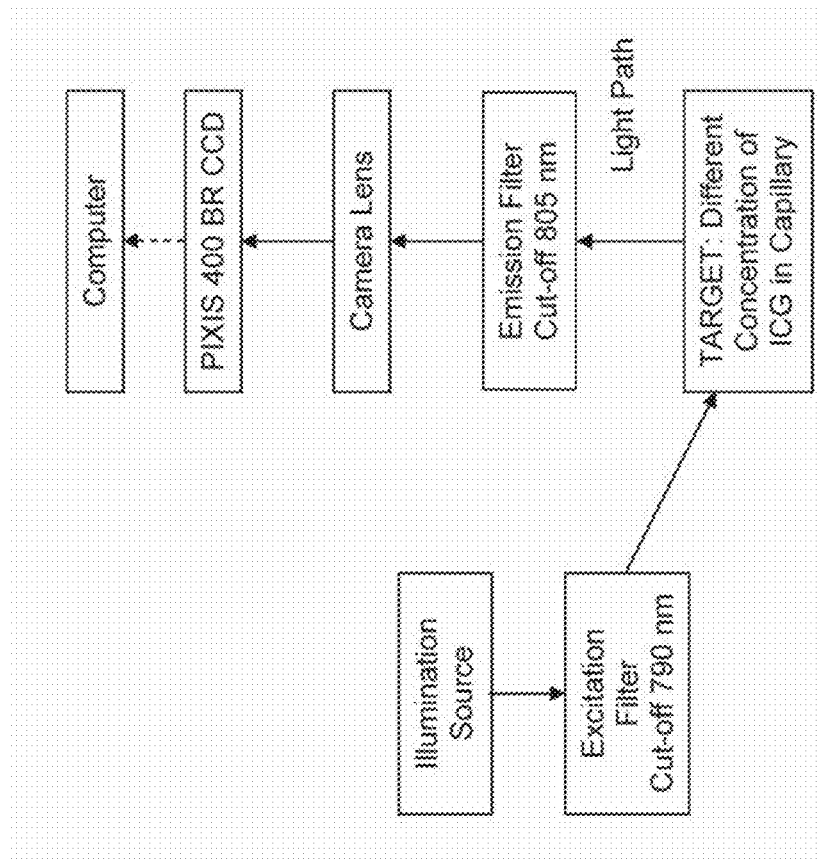 Illumination
Source
Excitation
Filter
Cut-off 790 nm
TARGET: Different
Concentration of
ICG in Capillary
Light Path
Emission Filter
Cut-off 805 nm
Camera Lens
PIXIS 400 BR CCD
Computer